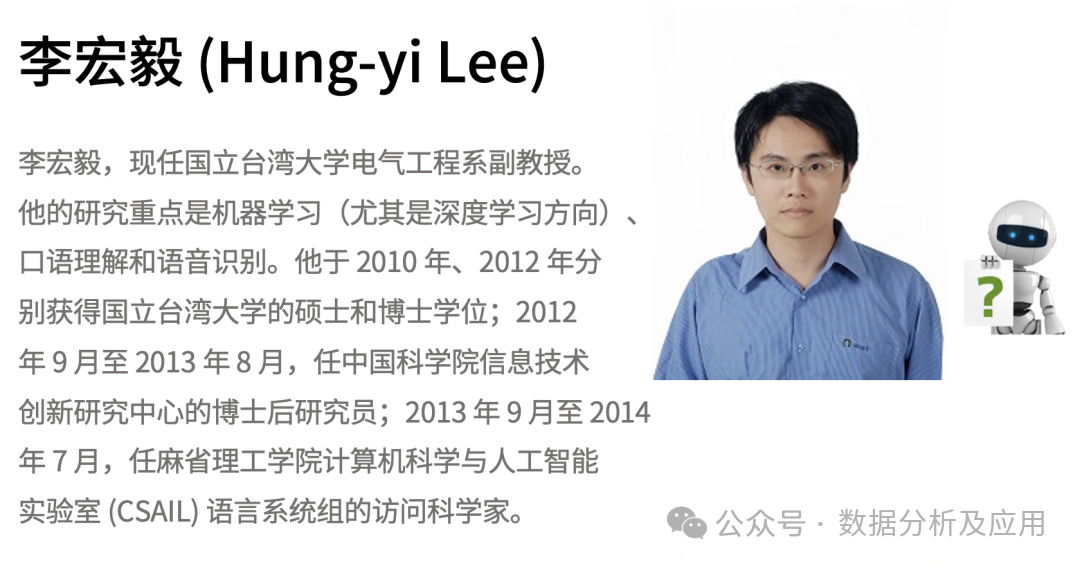 李宏毅 (Hung-yi Lee)
李宏毅，现任国立台湾大学电气工程系副教授。
他的研究重点是机器学习（尤其是深度学习方向）、
口语理解和语音识别。他于 2010 年、2012 年分
别获得国立台湾大学的硕士和博士学位；2012
年 9 月至 2013 年 8 月，任中国科学院信息技术
创新研究中心的博士后研究员；2013 年 9 月至 2014
年 7 月，任麻省理工学院计算机科学与人工智能
实验室 (CSAIL) 语言系统组的访问科学家。
?
公众号 · 数据分析及应用